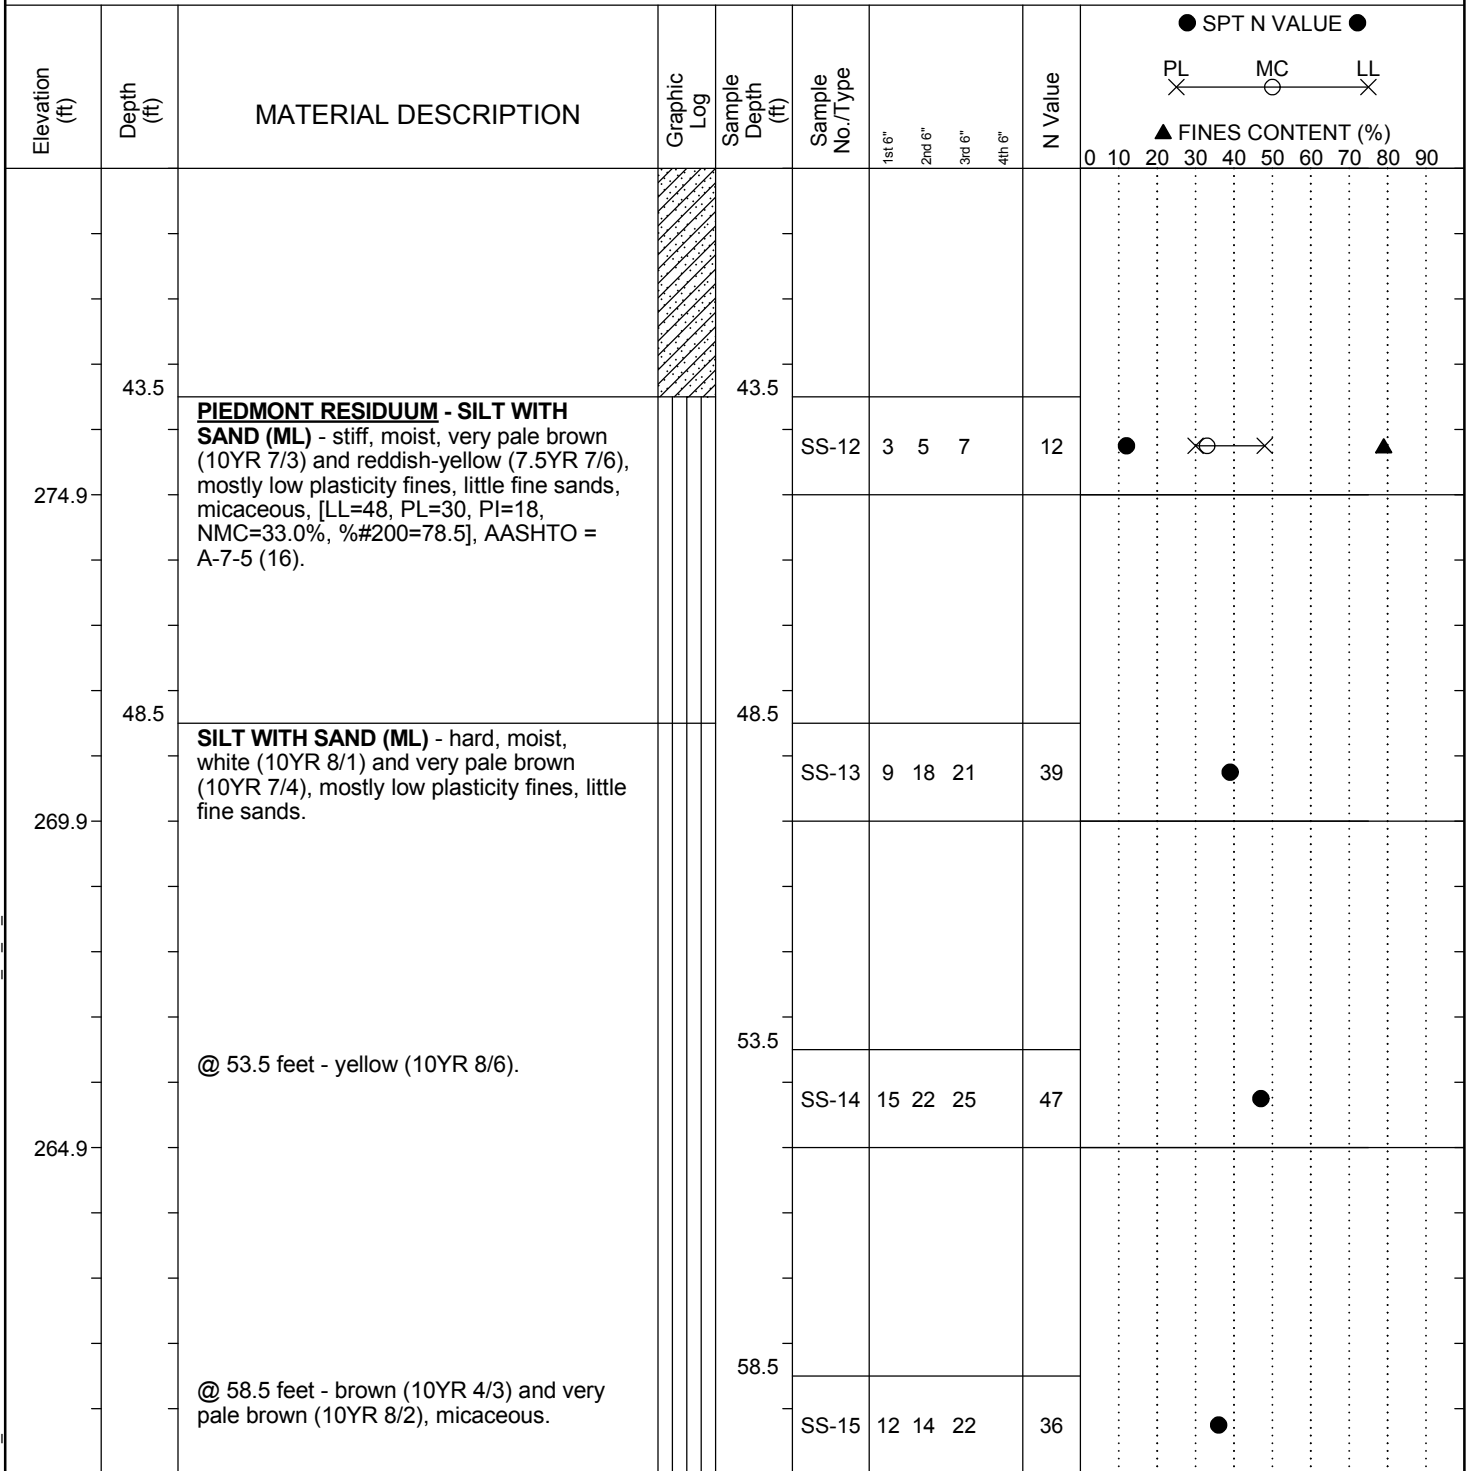 ● SPT N VALUE ●
PL MC LL
▲ FINES CONTENT (%)
0 10 20 30 40 50 60 70 80 90
Elevation
(ft)
Depth
(ft)
MATERIAL DESCRIPTION
Graphic
Log
Sample
Depth
(ft)
Sample
No./Type
1st 6"
2nd 6"
3rd 6"
4th 6"
N Value
43.5 43.5
PIEDMONT RESIDUUM - SILT WITH
SAND (ML) - stiff, moist, very pale brown
(10YR 7/3) and reddish-yellow (7.5YR 7/6),
mostly low plasticity fines, little fine sands,
micaceous, [LL=48, PL=30, PI=18,
NMC=33.0%, %#200=78.5], AASHTO =
A-7-5 (16).
SS-12 3 5 7 12
274.9
48.5 48.5
SILT WITH SAND (ML) - hard, moist,
white (10YR 8/1) and very pale brown
(10YR 7/4), mostly low plasticity fines, little
fine sands.
SS-13 9 18 21 39
269.9
53.5
@ 53.5 feet - yellow (10YR 8/6).
SS-14 15 22 25 47
264.9
58.5
@ 58.5 feet - brown (10YR 4/3) and very
pale brown (10YR 8/2), micaceous.
SS-15 12 14 22 36